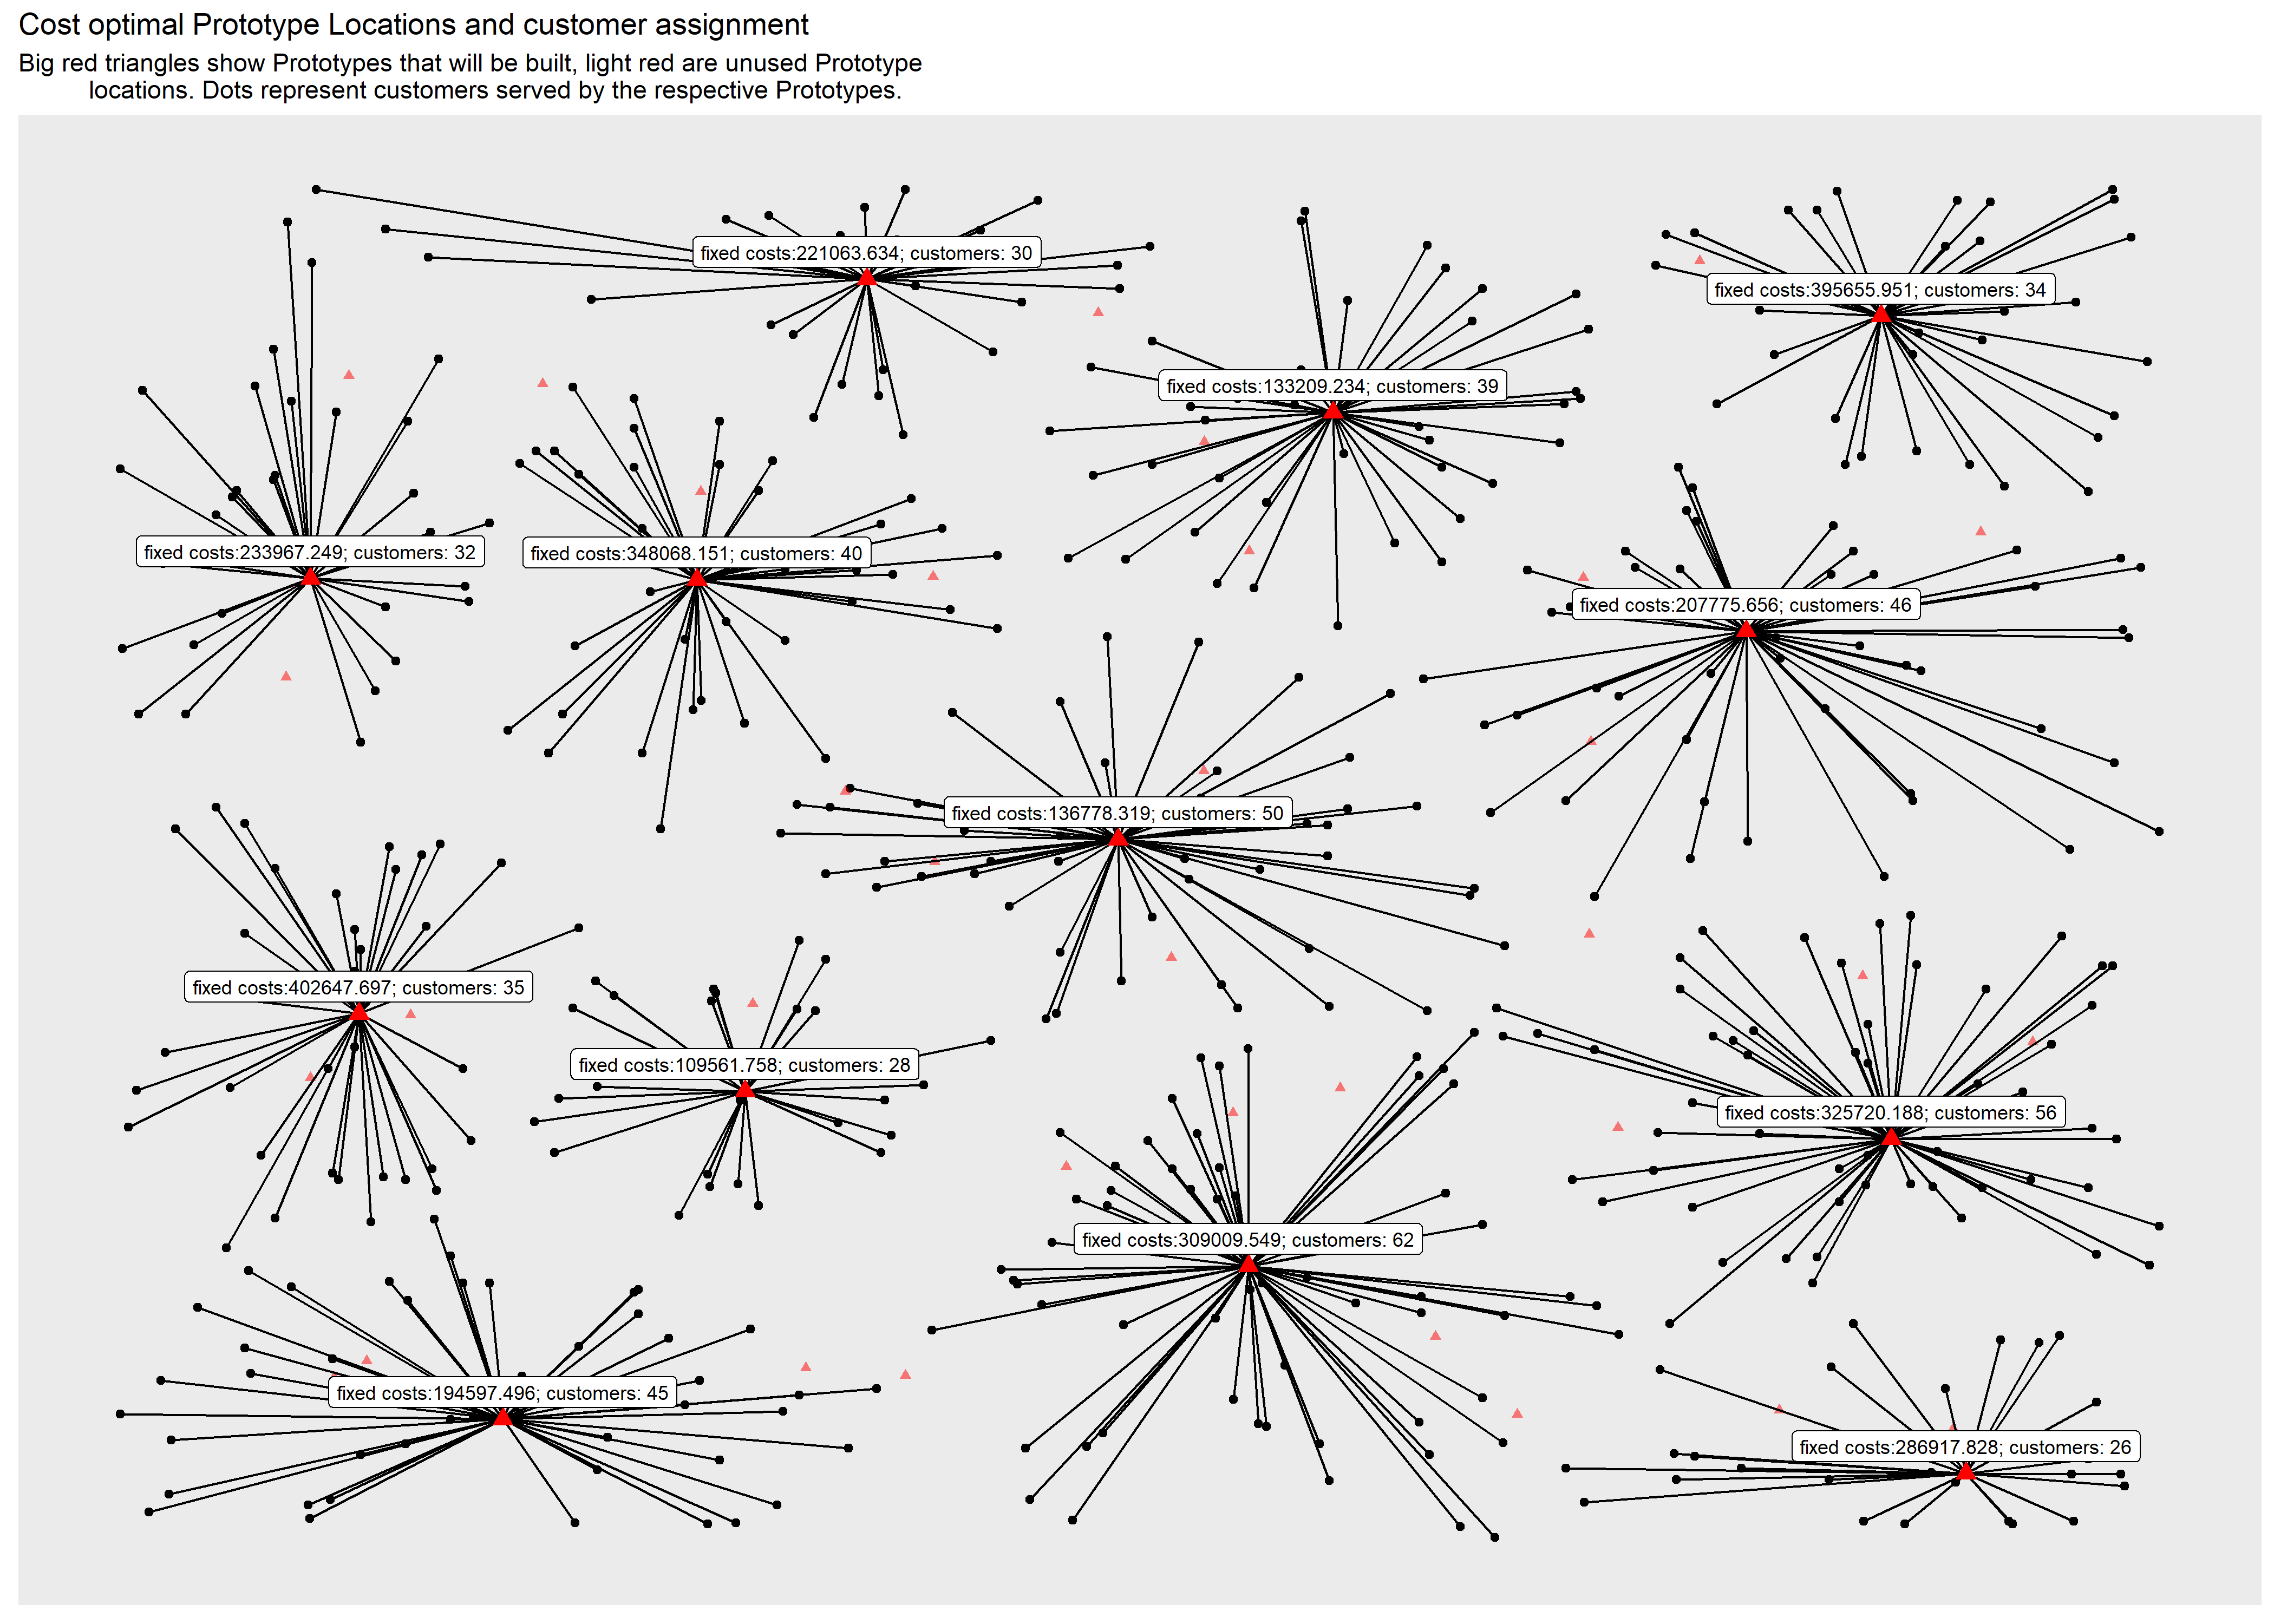 Cost optimal Prototype Locations and customer assignment
Big red triangles show Prototypes that will be built, light red are unused Prototype
locations. Dots represent customers served by the respective Prototypes.
fixed costs:221063.634; customers: 30
fixed costs:395655.951; customers: 34
fixed costs:133209.234; customers: 39
fixed costs:233967.249; customers: 32
fixed costs:348068.151; customers: 40
fixed costs:207775.656; customers: 46
fixed costs:136778.319; customers: 50
fixed costs:402647.697; customers: 35
fixed costs:109561.758; customers: 28
fixed costs:325720.188; customers: 56
fixed costs:309009.549; customers: 62
fixed costs:194597.496; customers: 45
fixed costs:286917.828; customers: 26